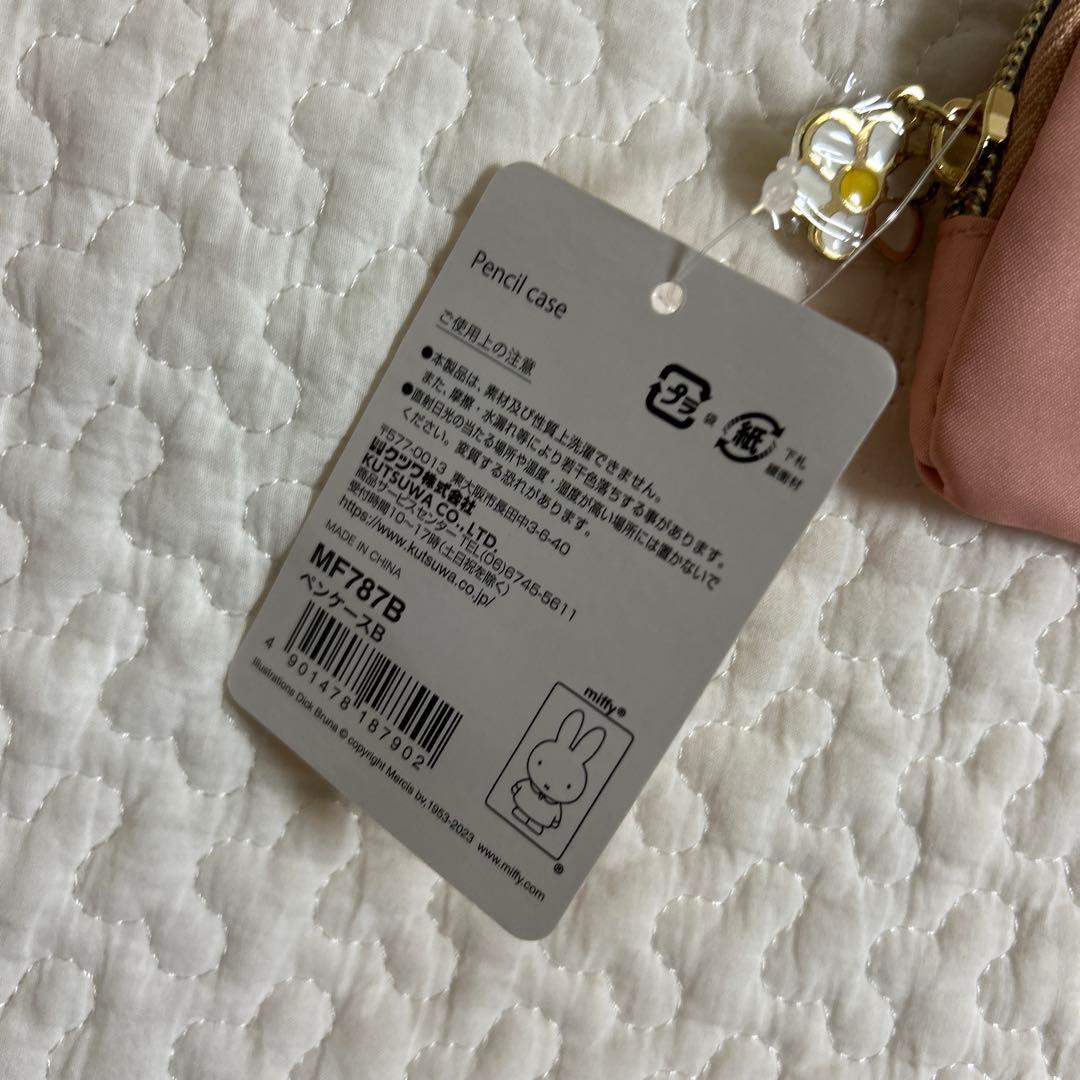 Pencil case
ご使用上の注意
●本製品は、素材及び性質上洗濯できません。
また、摩擦・水漏れ等により若干色落ちする事があります。
●直射日光の当たる場所や温度・湿度が高い場所には置かないで
ください。変質する恐れがあります。
〒577-0013 東大阪市長田中3-6-40
クツワ株式会社
KUTSUWA CO., LTD.
商品サービスセンター TEL(06)6745-5611
受付時間10~17時(土日祝を除く)
https://www.kutsuwa.co.jp/
MADE IN CHINA
MF787B
ペンケースB
4 901478 187902
Illustrations Dick Bruna © copyright Mercis bv, 1953-2023 www.miffy.com
プラ
袋
紙
下札
緩衝材
miffy®
®